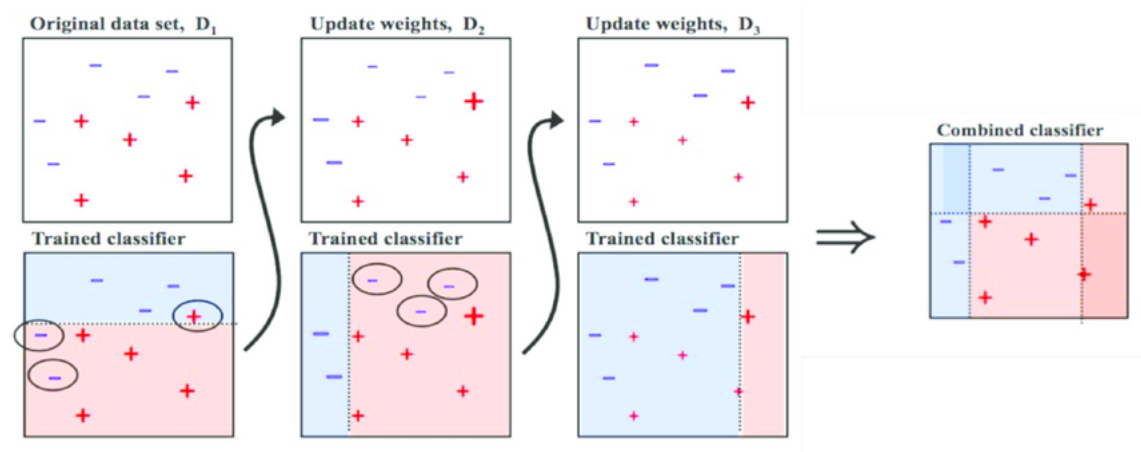 Original data set, D₁
Update weights, D₂
Update weights, D₃
Combined classifier
Trained classifier
Trained classifier
Trained classifier